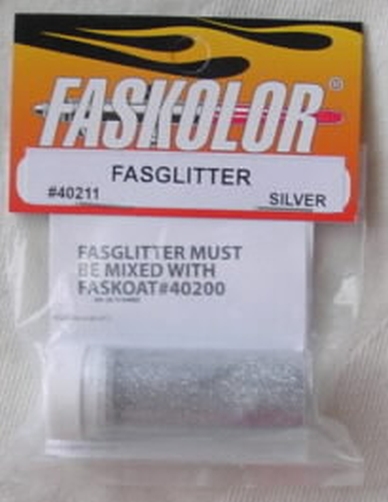 FASKOLOR®
FASGLITTER
#40211
SILVER
FASGLITTER MUST
BE MIXED WITH
FASKOAT#40200